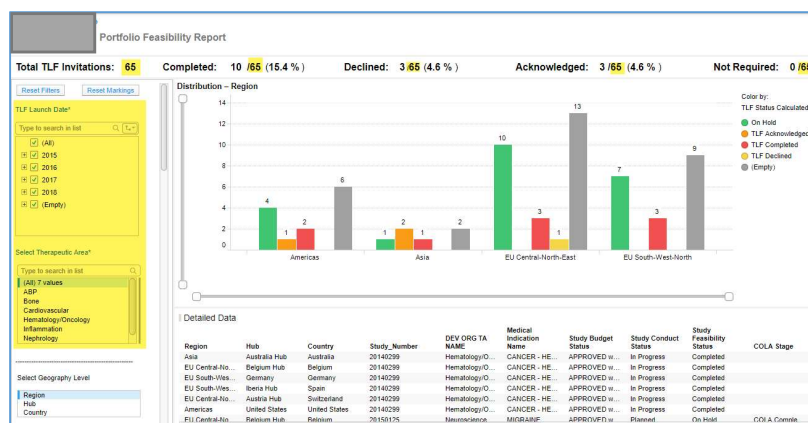 Portfolio Feasibility Report
Total TLF Invitations: 65 Completed: 10 /65 (15.4 % ) Declined: 3 /65 (4.6 % ) Acknowledged: 3 /65 (4.6 % ) Not Required: 0 /65
Reset Filters Reset Markings
TLF Launch Date*
Type to search in list
(All)
2015
2016
2017
2018
(Empty)
Select Therapeutic Area*
Type to search in list
(All) 7 values
ABP
Bone
Cardiovascular
Hematology/Oncology
Inflammation
Nephrology
Select Geography Level
Region
Hub
Country
Distribution – Region
14
12
10
8
6
4
2
0
4 1 2 6
1 2 1 2
10 3 1 13
7 3 9
Americas Asia EU Central-North-East EU South-West-North
Color by:
TLF Status Calculated
On Hold
TLF Acknowledged
TLF Completed
TLF Declined
(Empty)
Detailed Data
Region Hub Country Study_Number DEV ORG TA NAME Medical Indication Name Study Budget Status Study Conduct Status Study Feasibility Status COLA Stage
Asia Australia Hub Australia 20140299 Hematology/O... CANCER - HE... APPROVED w... In Progress Completed
EU Central-No... Belgium Hub Belgium 20140299 Hematology/O... CANCER - HE... APPROVED w... In Progress Completed
EU South-Wes... Germany Germany 20140299 Hematology/O... CANCER - HE... APPROVED w... In Progress Completed
EU South-Wes... Iberia Hub Spain 20140299 Hematology/O... CANCER - HE... APPROVED w... In Progress Completed
EU Central-No... Austria Hub Switzerland 20140299 Hematology/O... CANCER - HE... APPROVED w... In Progress Completed
Americas United States United States 20140299 Hematology/O... CANCER - HE... APPROVED w... In Progress Completed
EU Central-No... Belgium Hub Belgium 20150125 Neuroscience MIGRAINE APPROVED w... Planned On Hold COLA Comple...